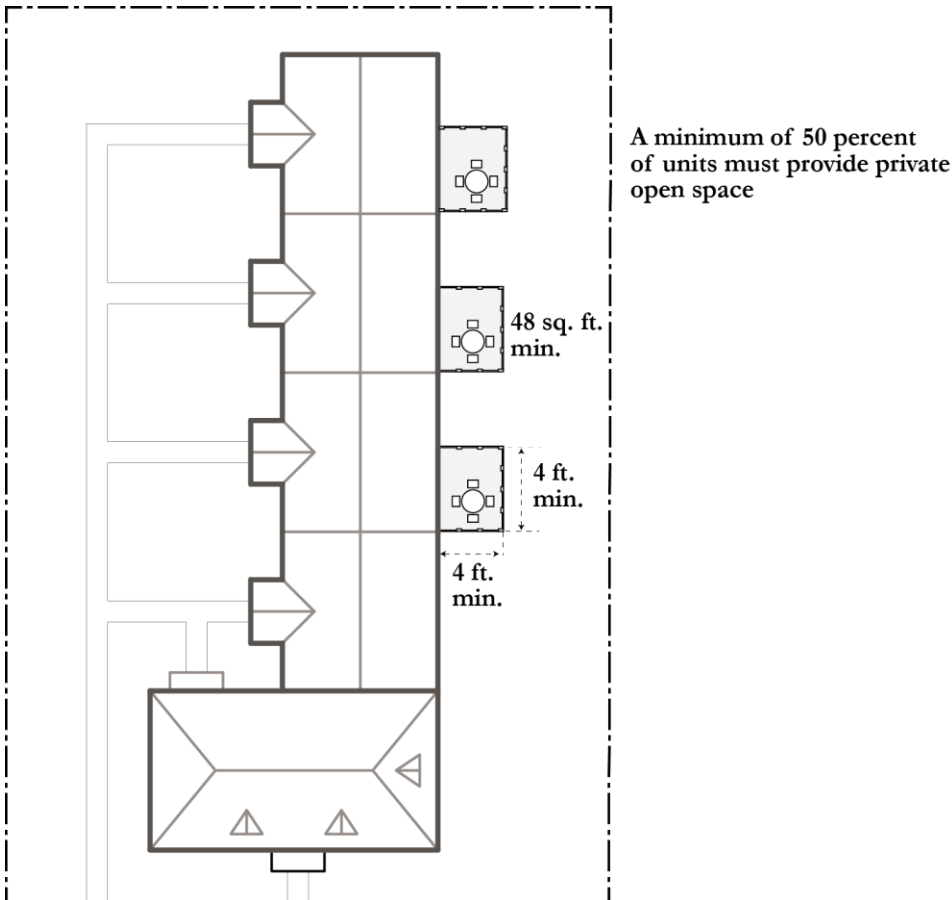 A minimum of 50 percent
of units must provide private
open space
48 sq. ft.
min.
4 ft.
min.
4 ft.
min.